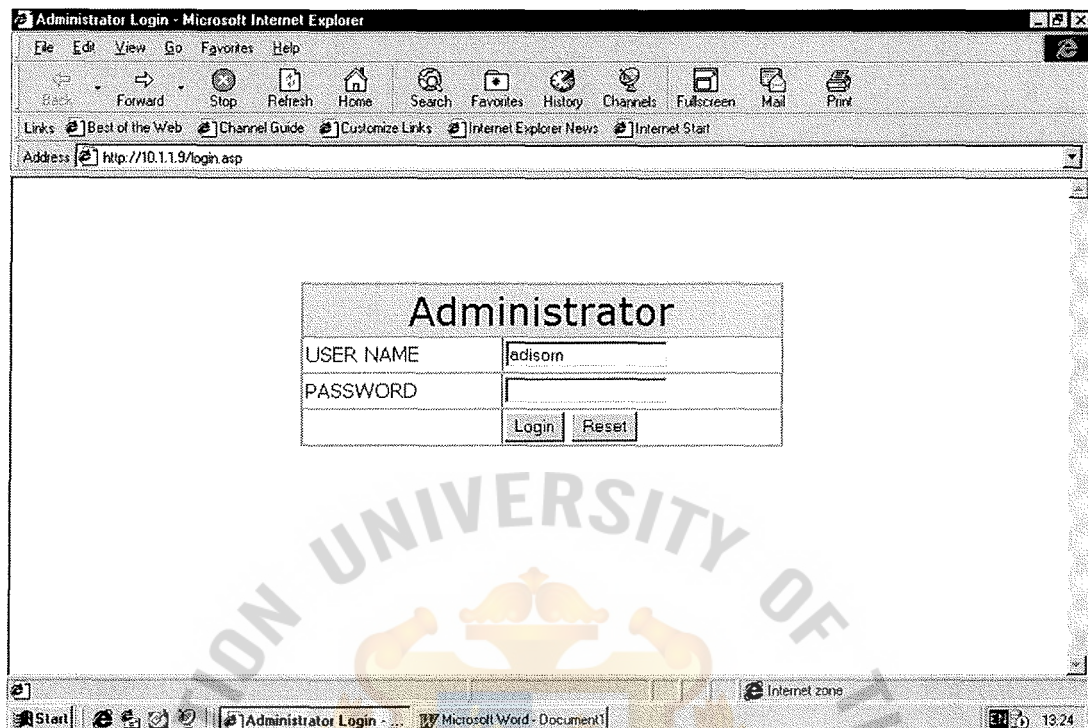 Administrator Login - Microsoft Internet Explorer
File Edit View Go Favorites Help
Back Forward Stop Refresh Home Search Favorites History Channels Fullscreen Mail Print
Links Best of the Web Channel Guide Customize Links Internet Explorer News Internet Start
Address http://10.1.1.9/login.asp
Administrator
USER NAME adisorn
PASSWORD
Login Reset
UNIVERSITY OF
Internet zone
Start Administrator Login - ... Microsoft Word - Document1 13:24